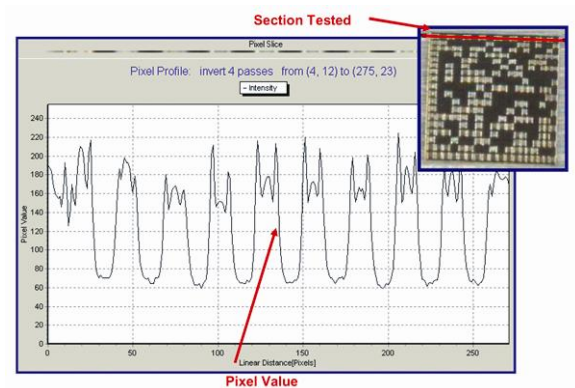 Section Tested
Pixel Slice
Pixel Profile: invert 4 passes from (4, 12) to (275, 23)
Intensity
240
220
200
180
160
140
120
100
80
60
40
20
0
Pixel Value
0 50 100 150 200 250
Linear Distance[Pixels]
Pixel Value